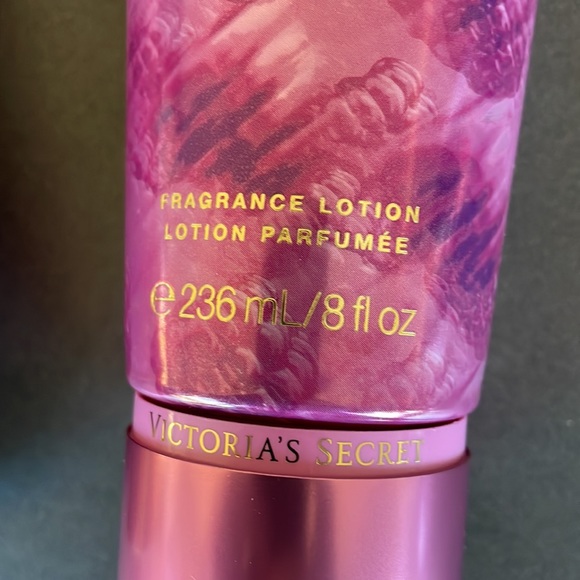 FRAGRANCE LOTION
LOTION PARFUMÉE
℮ 236 mL/8 fl oz
VICTORIA'S SECRET